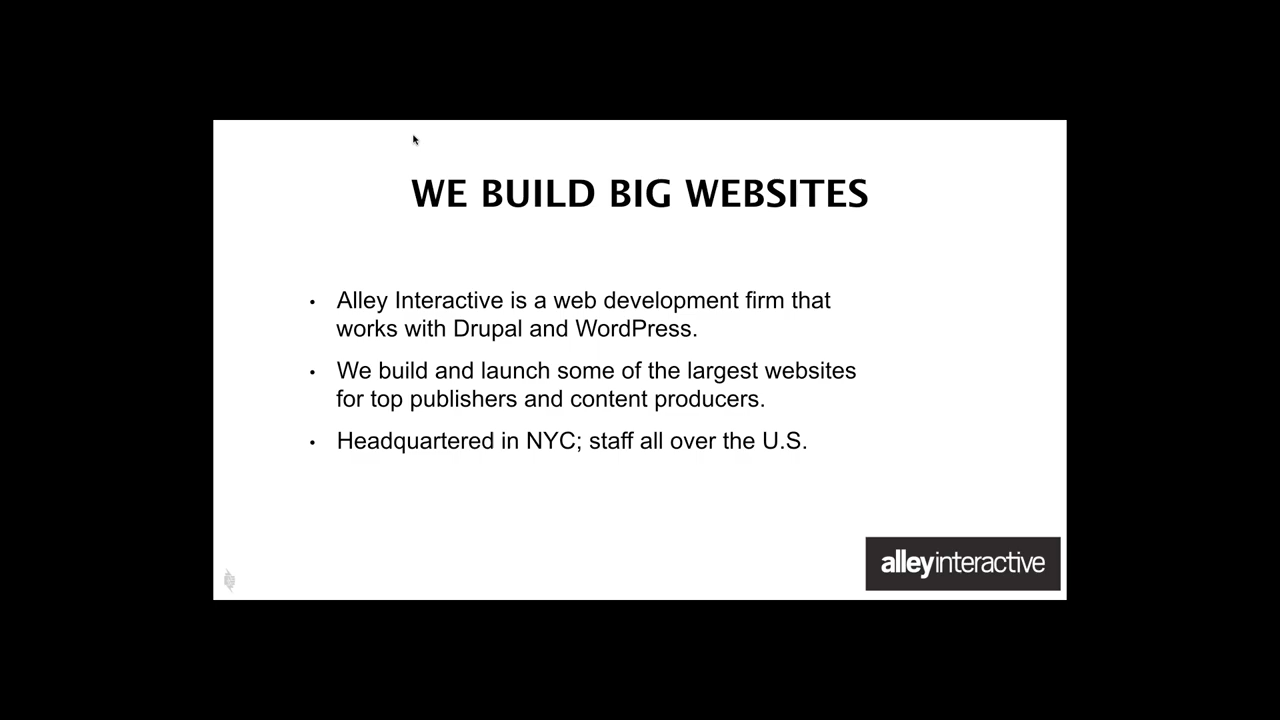 WE BUILD BIG WEBSITES
• Alley Interactive is a web development firm that
works with Drupal and WordPress.
• We build and launch some of the largest websites
for top publishers and content producers.
• Headquartered in NYC; staff all over the U.S.
alleyinteractive